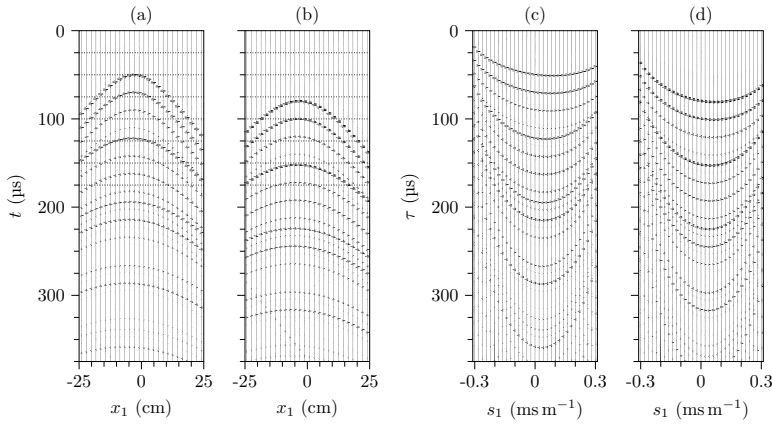 (a) (b) (c) (d)
0 0
100 100
200 200
300 300
t (µs) τ (µs)
-25 0 25 -25 0 25 -0.3 0 0.3 -0.3 0 0.3
x₁ (cm) x₁ (cm) s₁ (ms m⁻¹) s₁ (ms m⁻¹)